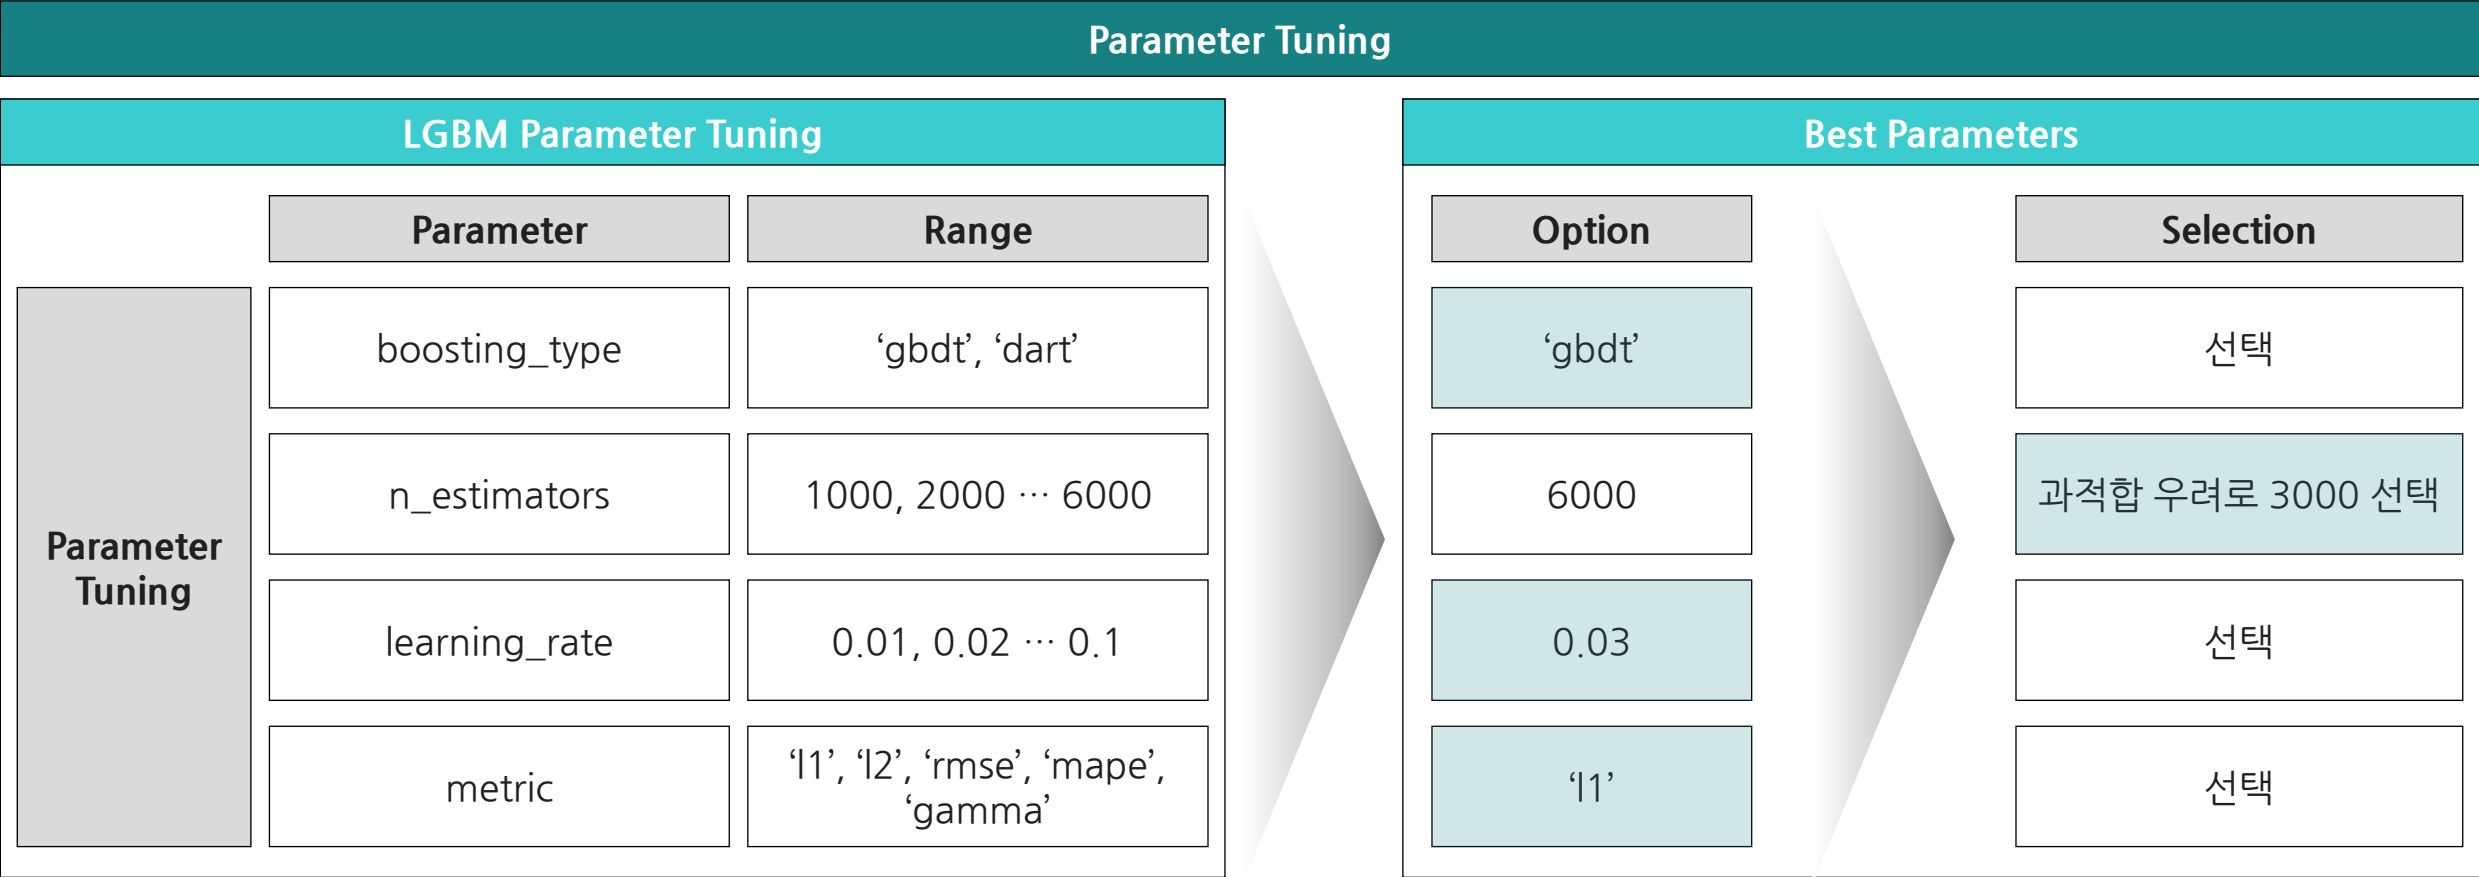 Parameter Tuning
LGBM Parameter Tuning
Best Parameters
Parameter
Range
Option
Selection
Parameter
Tuning
boosting_type
‘gbdt’, ‘dart’
‘gbdt’
선택
n_estimators
1000, 2000 ··· 6000
6000
과적합 우려로 3000 선택
learning_rate
0.01, 0.02 ··· 0.1
0.03
선택
metric
‘l1’, ‘l2’, ‘rmse’, ‘mape’,
‘gamma’
‘l1’
선택